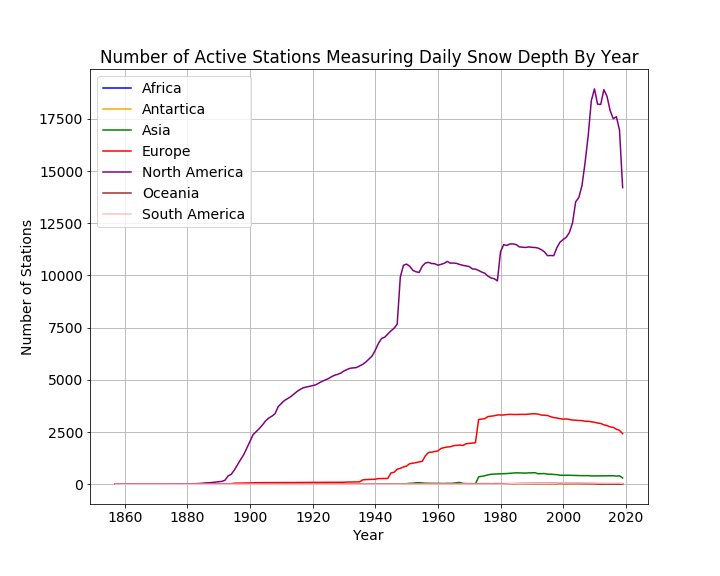 Number of Active Stations Measuring Daily Snow Depth By Year
Africa
Antartica
Asia
Europe
North America
Oceania
South America
17500
15000
12500
10000
7500
5000
2500
0
Number of Stations
1860 1880 1900 1920 1940 1960 1980 2000 2020
Year